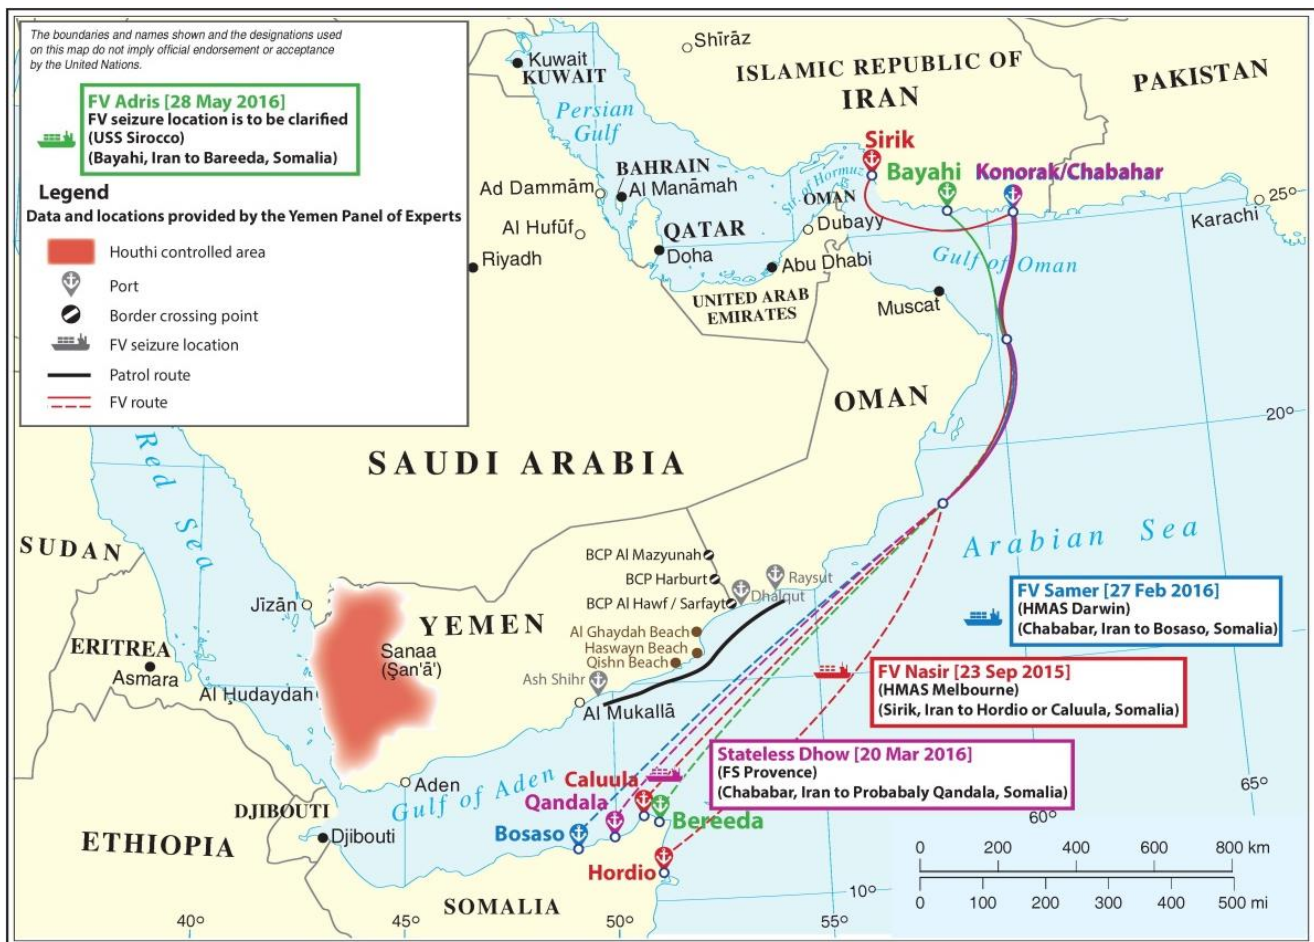 The boundaries and names shown and the designations used
on this map do not imply official endorsement or acceptance
by the United Nations.
FV Adris [28 May 2016]
FV seizure location is to be clarified
(USS Sirocco)
(Bayahi, Iran to Bareeda, Somalia)
Legend
Data and locations provided by the Yemen Panel of Experts
Houthi controlled area
Port
Border crossing point
FV seizure location
Patrol route
FV route
Shīrāz
Kuwait
KUWAIT
ISLAMIC REPUBLIC OF
IRAN
PAKISTAN
Persian
Gulf
Sirik
Bayahi
Konorak/Chabahar
BAHRAIN
Al Manāmah
Str. of Hormuz
Ad Dammām
OMAN
25°
Karachi
Al Hufūf
QATAR
Dubayy
Doha
Riyadh
Abu Dhabi
Gulf of Oman
UNITED ARAB
EMIRATES
Muscat
OMAN
20°
Red Sea
SAUDI ARABIA
SUDAN
Arabian Sea
BCP Al Mazyunah
BCP Harburt
Raysut
Dhalqut
BCP Al Hawf / Sarfayt
Jīzān
YEMEN
Al Ghaydah Beach
Haswayn Beach
Qishn Beach
FV Samer [27 Feb 2016]
(HMAS Darwin)
(Chababar, Iran to Bosaso, Somalia)
ERITREA
Asmara
Sanaa
(Şan'ā')
Ash Shihr
Al Ḩudaydah
Al Mukallā
FV Nasir [23 Sep 2015]
(HMAS Melbourne)
(Sirik, Iran to Hordio or Caluula, Somalia)
Stateless Dhow [20 Mar 2016]
(FS Provence)
(Chababar, Iran to Probabaly Qandala, Somalia)
Aden
Gulf of Aden
Caluula
Qandala
Bereeda
65°
60°
DJIBOUTI
Djibouti
Bosaso
ETHIOPIA
Hordio
SOMALIA
10°
40°
45°
50°
55°
0 200 400 600 800 km
0 100 200 300 400 500 mi